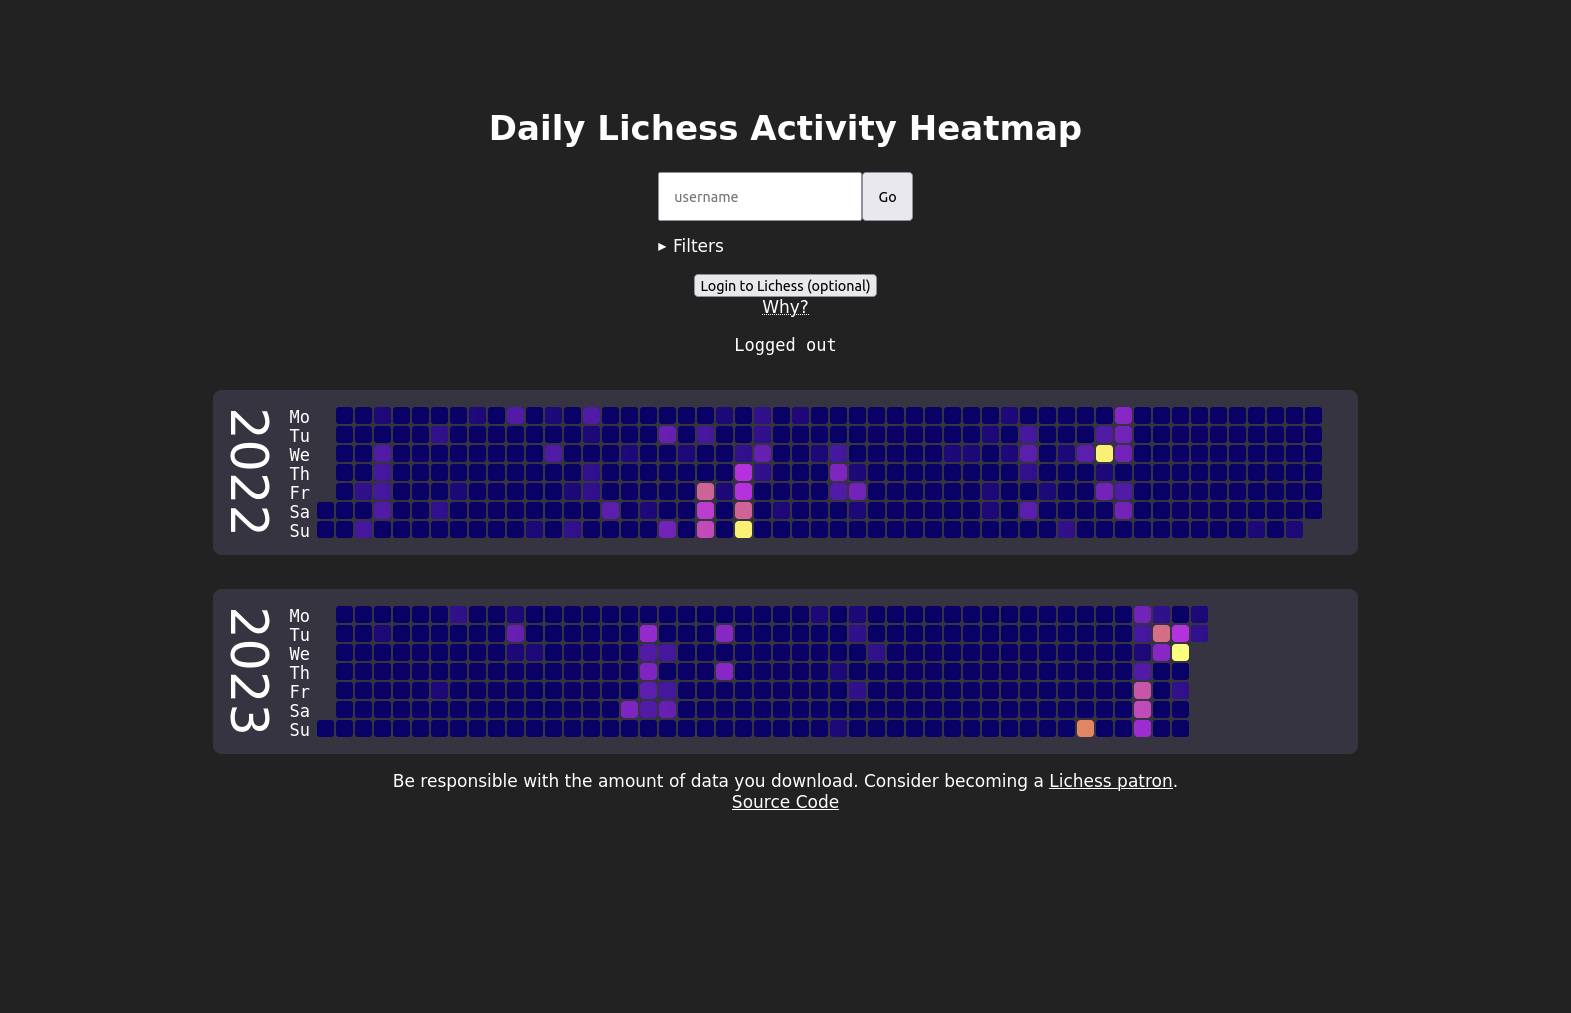 Daily Lichess Activity Heatmap
username
Go
▸ Filters
Login to Lichess (optional)
Why?
Logged out
2022
Mo
Tu
We
Th
Fr
Sa
Su
2023
Mo
Tu
We
Th
Fr
Sa
Su
Be responsible with the amount of data you download. Consider becoming a Lichess patron.
Source Code